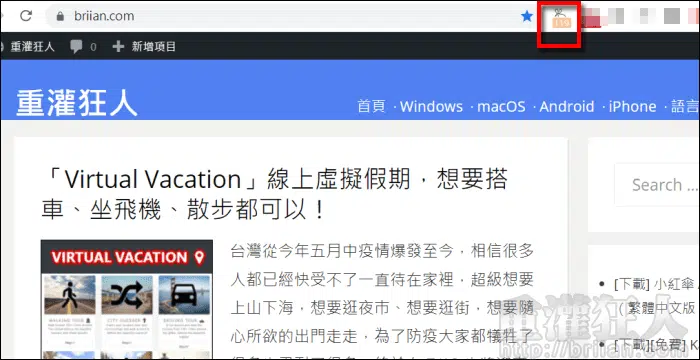 briian.com
重灌狂人 0 + 新增項目
重灌狂人
首頁 · Windows · macOS · Android · iPhone · 語言
「Virtual Vacation」線上虛擬假期，想要搭
車、坐飛機、散步都可以！
Search ...
VIRTUAL VACATION
WALKING TOUR
CITY GUESSER
DRIVING TOUR
台灣從今年五月中疫情爆發至今，相信很多
人都已經快受不了一直待在家裡，超級想要
上山下海，想要逛夜市、想要逛街，想要隨
心所欲的出門走走，為了防疫大家都犧牲了
[下載] 小紅傘
(繁體中文版
[下載][免費]
重灌狂人